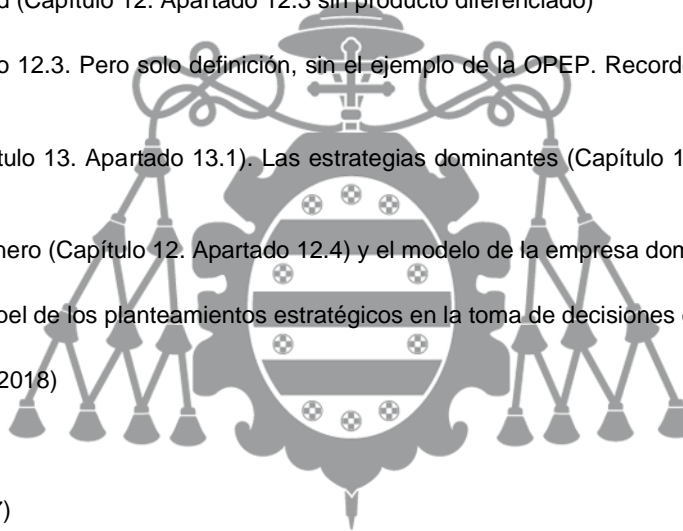 d (Capítulo 12. Apartado 12.3 sin producto diferenciado)
o 12.3. Pero solo definición, sin el ejemplo de la OPEP. Record
tulo 13. Apartado 13.1). Las estrategias dominantes (Capítulo 1
nero (Capítulo 12. Apartado 12.4) y el modelo de la empresa dom
pel de los planteamientos estratégicos en la toma de decisiones
2018)
7)